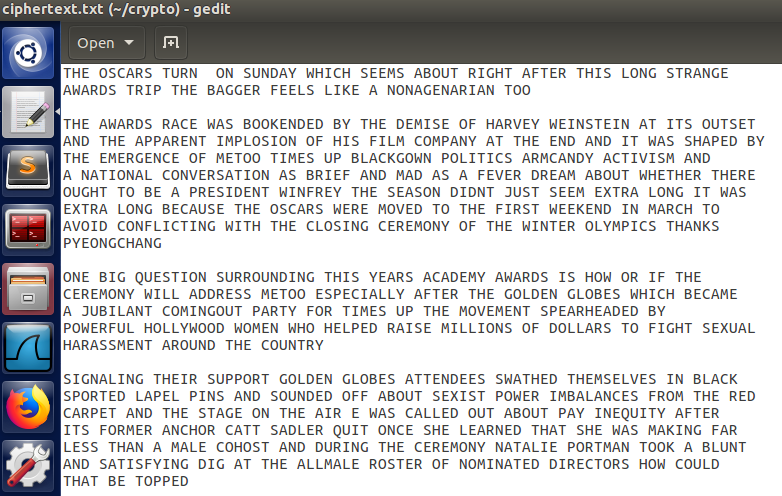 ciphertext.txt (~/crypto) - gedit
Open
THE OSCARS TURN  ON SUNDAY WHICH SEEMS ABOUT RIGHT AFTER THIS LONG STRANGE
AWARDS TRIP THE BAGGER FEELS LIKE A NONAGENARIAN TOO
THE AWARDS RACE WAS BOOKENDED BY THE DEMISE OF HARVEY WEINSTEIN AT ITS OUTSET
AND THE APPARENT IMPLOSION OF HIS FILM COMPANY AT THE END AND IT WAS SHAPED BY
THE EMERGENCE OF METOO TIMES UP BLACKGOWN POLITICS ARMCANDY ACTIVISM AND
A NATIONAL CONVERSATION AS BRIEF AND MAD AS A FEVER DREAM ABOUT WHETHER THERE
OUGHT TO BE A PRESIDENT WINFREY THE SEASON DIDNT JUST SEEM EXTRA LONG IT WAS
EXTRA LONG BECAUSE THE OSCARS WERE MOVED TO THE FIRST WEEKEND IN MARCH TO
AVOID CONFLICTING WITH THE CLOSING CEREMONY OF THE WINTER OLYMPICS THANKS
PYEONGCHANG
ONE BIG QUESTION SURROUNDING THIS YEARS ACADEMY AWARDS IS HOW OR IF THE
CEREMONY WILL ADDRESS METOO ESPECIALLY AFTER THE GOLDEN GLOBES WHICH BECAME
A JUBILANT COMINGOUT PARTY FOR TIMES UP THE MOVEMENT SPEARHEADED BY
POWERFUL HOLLYWOOD WOMEN WHO HELPED RAISE MILLIONS OF DOLLARS TO FIGHT SEXUAL
HARASSMENT AROUND THE COUNTRY
SIGNALING THEIR SUPPORT GOLDEN GLOBES ATTENDEES SWATHED THEMSELVES IN BLACK
SPORTED LAPEL PINS AND SOUNDED OFF ABOUT SEXIST POWER IMBALANCES FROM THE RED
CARPET AND THE STAGE ON THE AIR E WAS CALLED OUT ABOUT PAY INEQUITY AFTER
ITS FORMER ANCHOR CATT SADLER QUIT ONCE SHE LEARNED THAT SHE WAS MAKING FAR
LESS THAN A MALE COHOST AND DURING THE CEREMONY NATALIE PORTMAN TOOK A BLUNT
AND SATISFYING DIG AT THE ALLMALE ROSTER OF NOMINATED DIRECTORS HOW COULD
THAT BE TOPPED